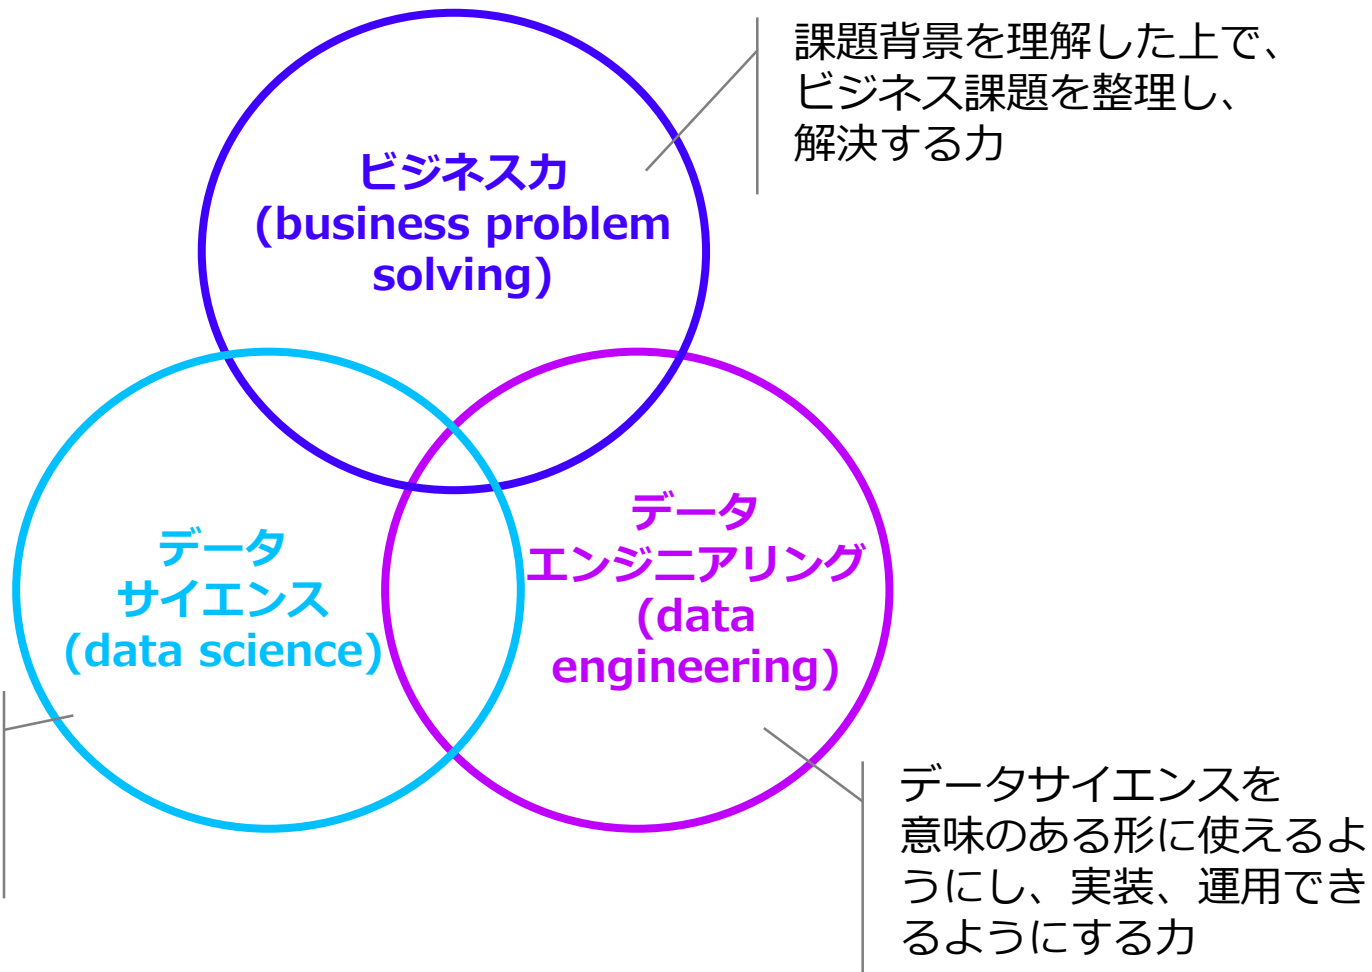 課題背景を理解した上で、
ビジネス課題を整理し、
解決する力
ビジネス力
(business problem
solving)
データ
サイエンス
(data science)
データ
エンジニアリング
(data
engineering)
データサイエンスを
意味のある形に使えるよ
うにし、実装、運用でき
るようにする力